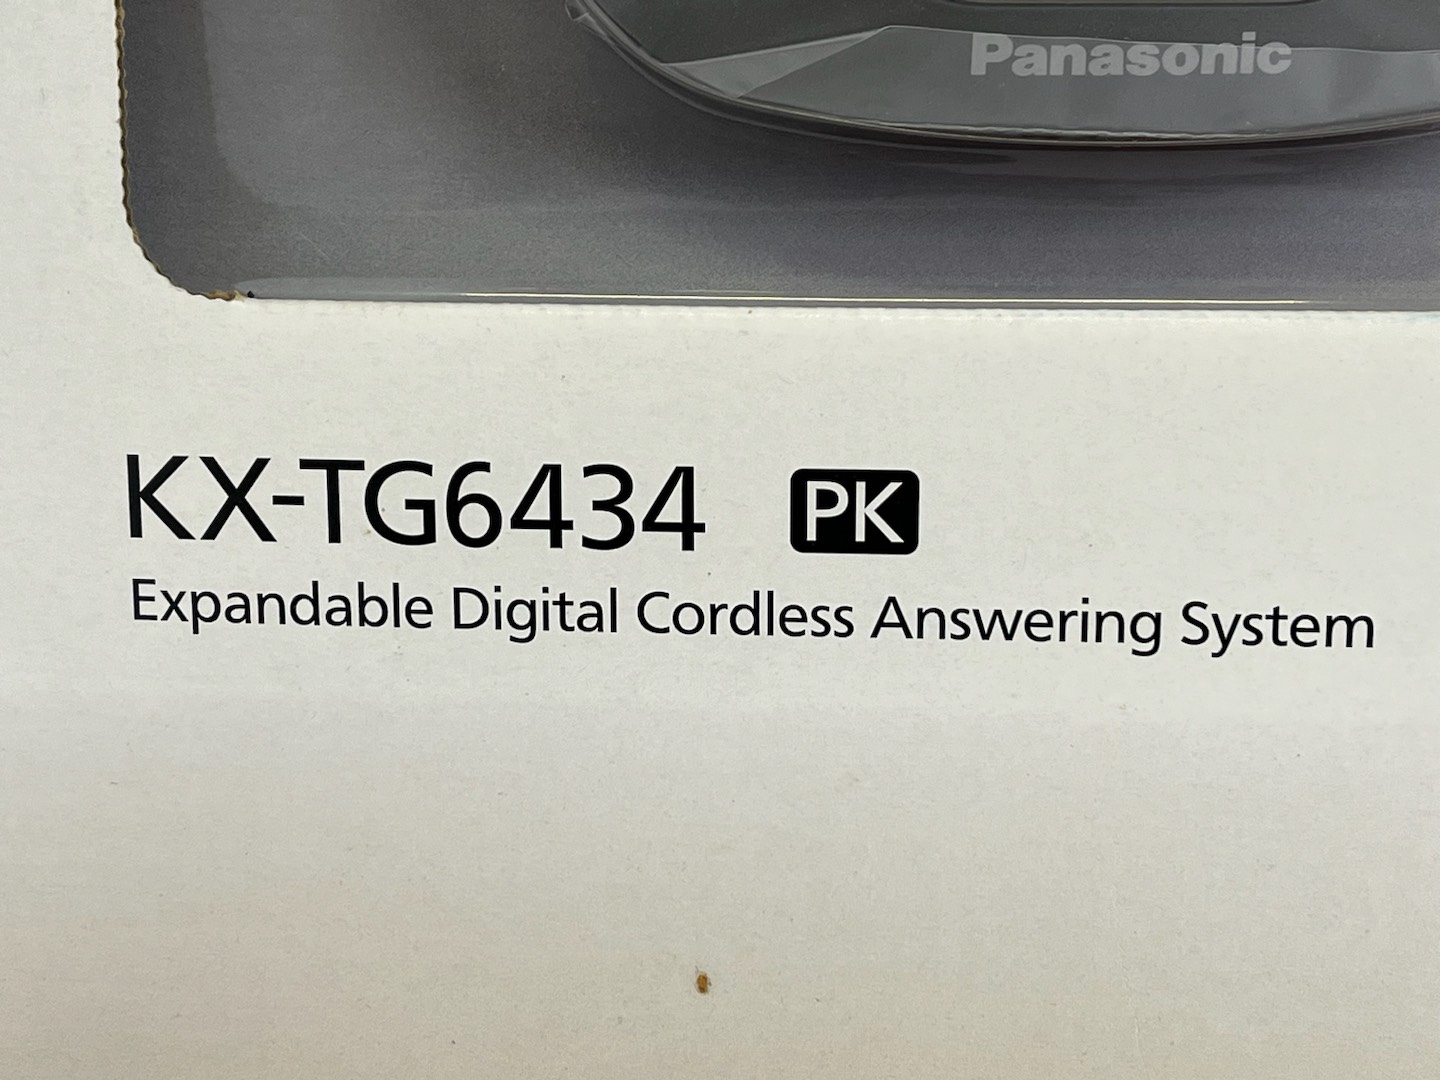 Panasonic
KX-TG6434 PK
Expandable Digital Cordless Answering System